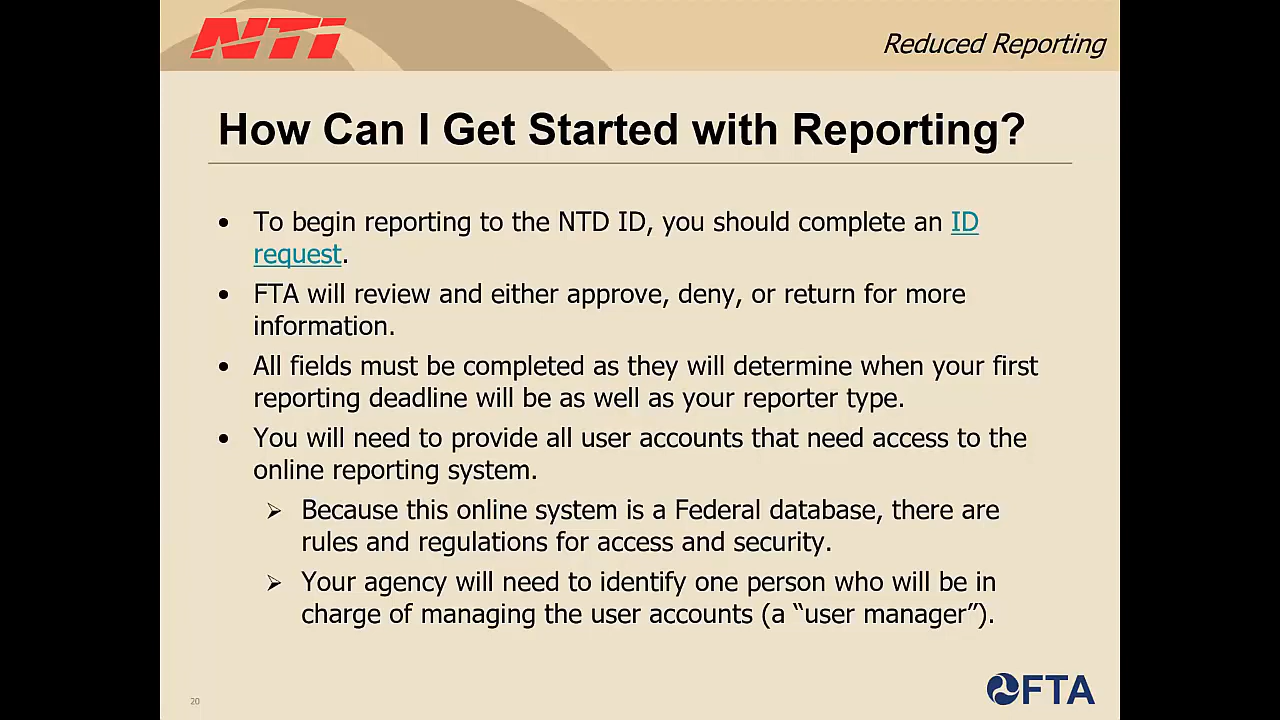 NTI
Reduced Reporting
How Can I Get Started with Reporting?
• To begin reporting to the NTD ID, you should complete an ID
request.
• FTA will review and either approve, deny, or return for more
information.
• All fields must be completed as they will determine when your first
reporting deadline will be as well as your reporter type.
• You will need to provide all user accounts that need access to the
online reporting system.
➢ Because this online system is a Federal database, there are
rules and regulations for access and security.
➢ Your agency will need to identify one person who will be in
charge of managing the user accounts (a “user manager”).
20
FTA